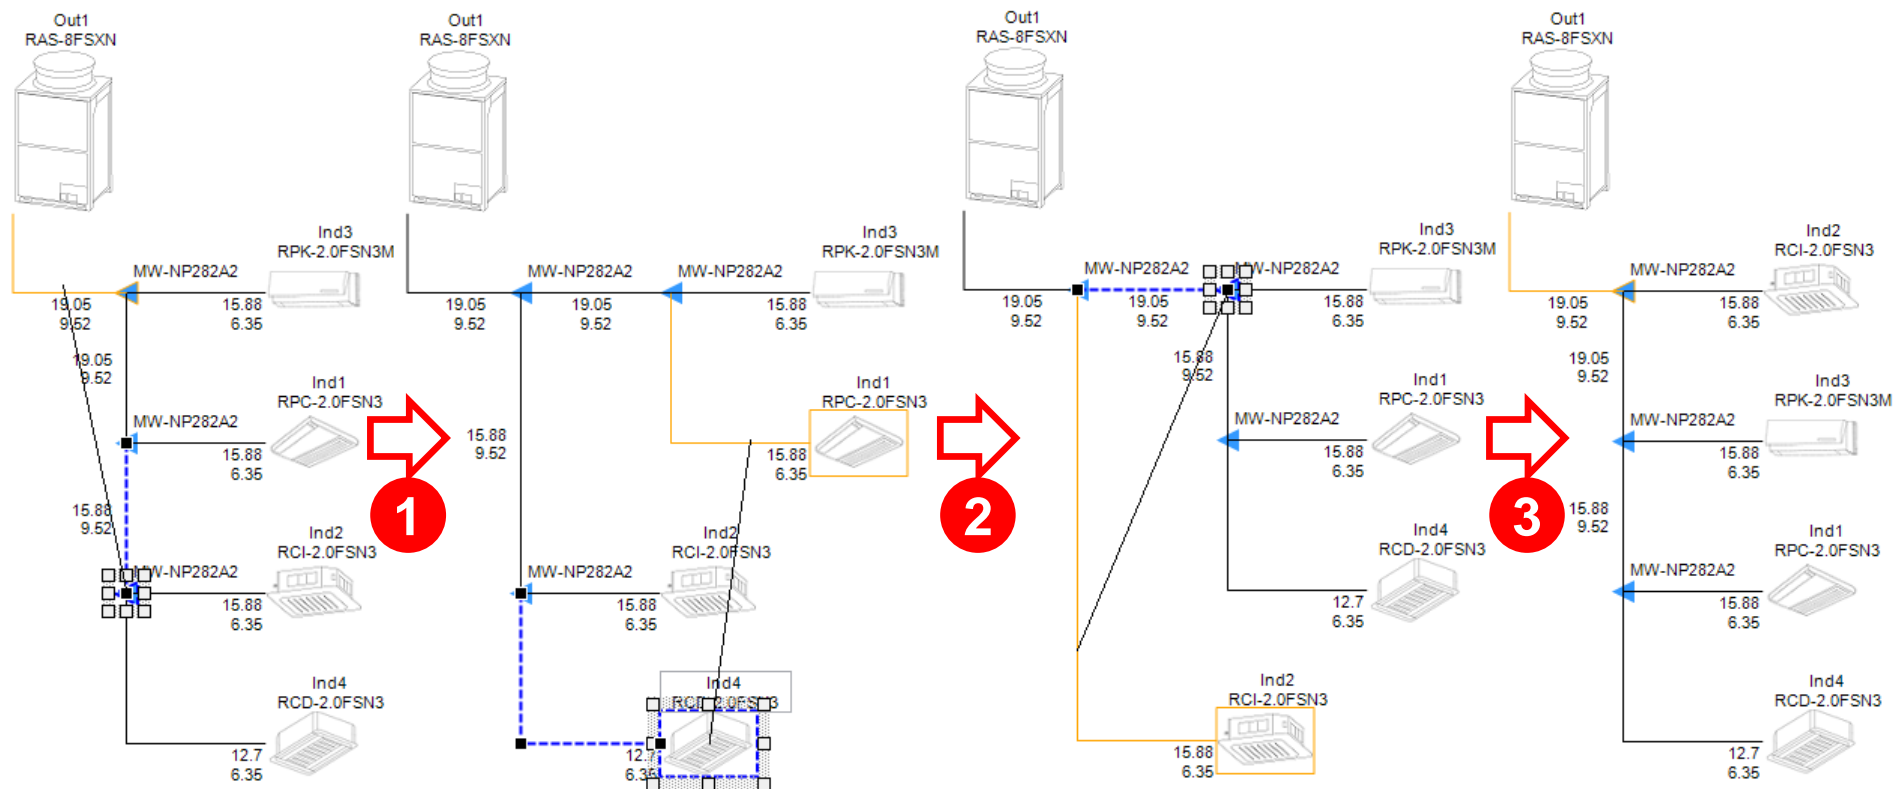 Out1
RAS-8FSXN
Ind3
RPK-2.0FSN3M
MW-NP282A2
19.05
9.52
15.88
6.35
19.05
9.52
Ind1
RPC-2.0FSN3
MW-NP282A2
15.88
6.35
15.88
9.52
Ind2
RCI-2.0FSN3
MW-NP282A2
15.88
6.35
Ind4
RCD-2.0FSN3
12.7
6.35
1
Out1
RAS-8FSXN
Ind3
RPK-2.0FSN3M
MW-NP282A2
MW-NP282A2
19.05
9.52
19.05
9.52
15.88
6.35
Ind1
RPC-2.0FSN3
15.88
9.52
15.88
6.35
Ind2
RCI-2.0FSN3
MW-NP282A2
15.88
6.35
Ind4
RCD-2.0FSN3
12.7
6.35
2
Out1
RAS-8FSXN
Ind3
RPK-2.0FSN3M
MW-NP282A2
MW-NP282A2
19.05
9.52
19.05
9.52
15.88
6.35
15.88
9.52
Ind1
RPC-2.0FSN3
MW-NP282A2
15.88
6.35
Ind4
RCD-2.0FSN3
12.7
6.35
Ind2
RCI-2.0FSN3
15.88
6.35
3
Out1
RAS-8FSXN
Ind2
RCI-2.0FSN3
MW-NP282A2
19.05
9.52
15.88
6.35
19.05
9.52
Ind3
RPK-2.0FSN3M
MW-NP282A2
15.88
6.35
15.88
9.52
Ind1
RPC-2.0FSN3
MW-NP282A2
15.88
6.35
Ind4
RCD-2.0FSN3
12.7
6.35